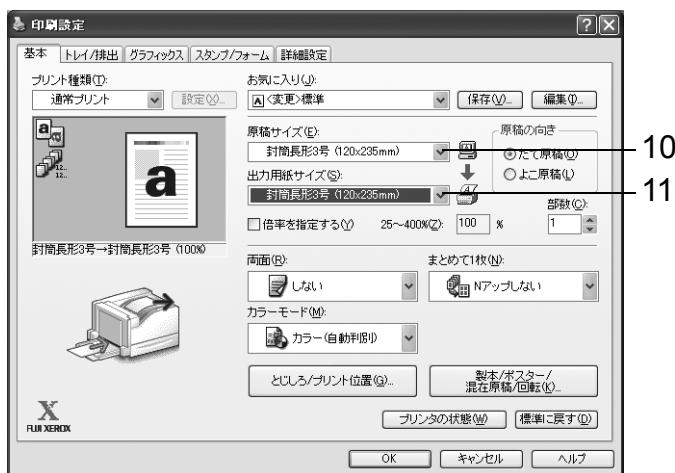 印刷設定
基本 トレイ/排出 グラフィックス スタンプ/フォーム 詳細設定
プリント種類(T):
通常プリント 設定(X)...
お気に入り(J):
A <変更>標準 保存(V)... 編集(I)...
原稿サイズ(E):
封筒長形3号 (120x235mm)
10
原稿の向き
たて原稿(O)
よこ原稿(L)
出力用紙サイズ(S):
封筒長形3号 (120x235mm)
11
倍率を指定する(Y) 25~400%(Z): 100 %
部数(C):
1
a
12...
12...
a
封筒長形3号→封筒長形3号 (100%)
両面(R):
しない
まとめて1枚(N):
Nアップしない
カラーモード(M):
カラー(自動判別)
とじしろ/プリント位置(G)...
製本/ポスター/
混在原稿/回転(K)...
X
FUJI XEROX
プリンタの状態(W) 標準に戻す(D)
OK キャンセル ヘルプ